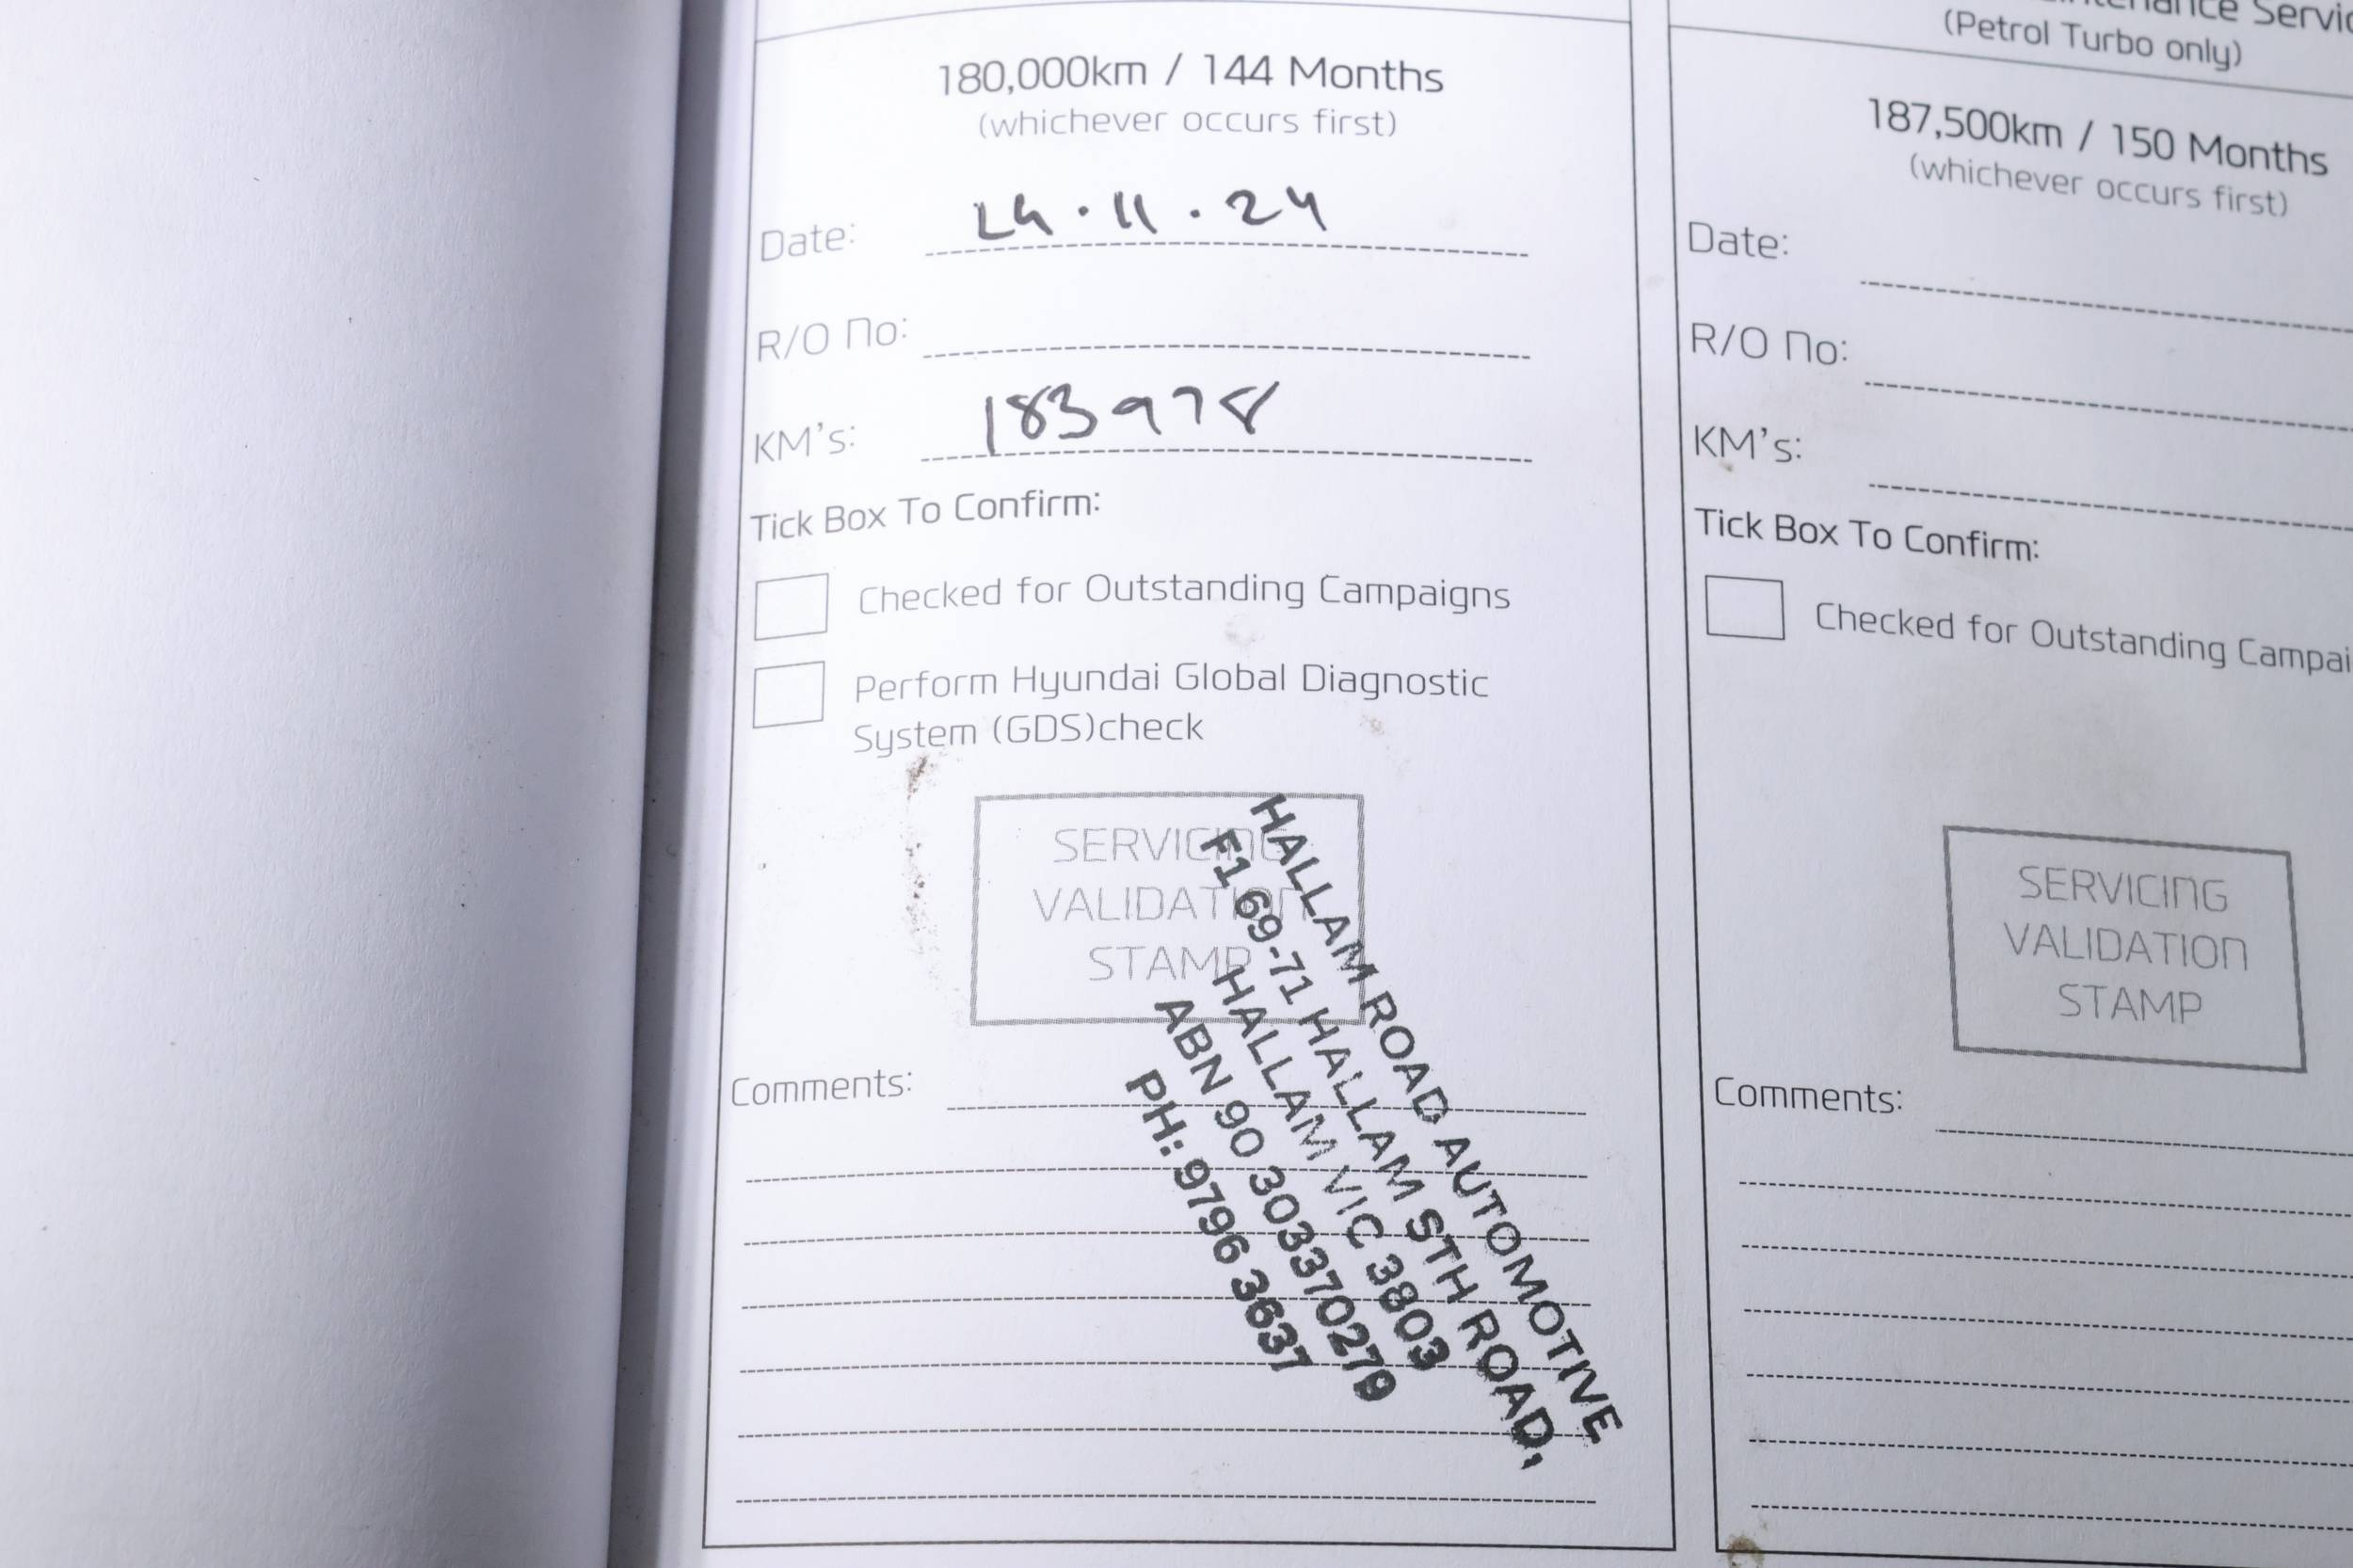 180,000km / 144 Months
(whichever occurs first)
Date: 29.11.24
R/O No:
KM's: 183978
Tick Box To Confirm:
Checked for Outstanding Campaigns
Perform Hyundai Global Diagnostic
System (GDS)check
SERVICING
VALIDATION
STAMP
HALLAM ROAD AUTOMOTIVE
F1 69-71 HALLAM STH ROAD,
HALLAM VIC 3803
ABN 90 303370279
PH: 9796 3637
Comments:
(Petrol Turbo only)
187,500km / 150 Months
(whichever occurs first)
Date:
R/O No:
KM's:
Tick Box To Confirm:
Checked for Outstanding Campai
SERVICING
VALIDATION
STAMP
Comments: